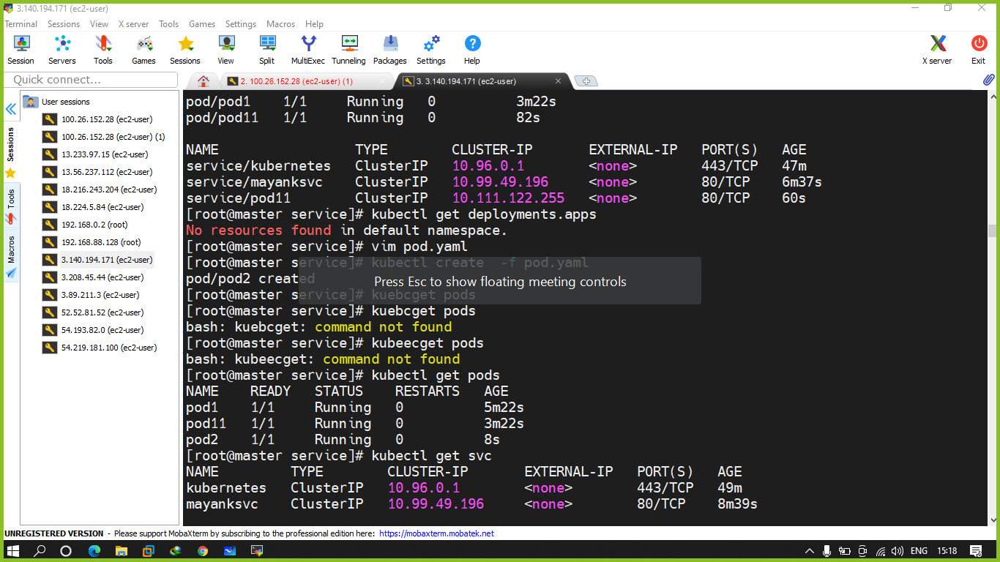 3.140.194.171 (ec2-user)
Terminal Sessions View X server Tools Games Settings Macros Help
Session Servers Tools Games Sessions View Split MultiExec Tunneling Packages Settings Help X server Exit
Quick connect...
2. 100.26.152.28 (ec2-user) (1)
3. 3.140.194.171 (ec2-user)
Sessions
Tools
Macros
User sessions
100.26.152.28 (ec2-user)
100.26.152.28 (ec2-user) (1)
13.233.97.15 (ec2-user)
13.56.237.112 (ec2-user)
18.216.243.204 (ec2-user)
18.224.5.84 (ec2-user)
192.168.0.2 (root)
192.168.88.128 (root)
3.140.194.171 (ec2-user)
3.208.45.44 (ec2-user)
3.89.211.3 (ec2-user)
52.52.81.52 (ec2-user)
54.193.82.0 (ec2-user)
54.219.181.100 (ec2-user)
pod/pod1 1/1 Running 0 3m22s
pod/pod11 1/1 Running 0 82s
NAME TYPE CLUSTER-IP EXTERNAL-IP PORT(S) AGE
service/kubernetes ClusterIP 10.96.0.1 <none> 443/TCP 47m
service/mayanksvc ClusterIP 10.99.49.196 <none> 80/TCP 6m37s
service/pod11 ClusterIP 10.111.122.255 <none> 80/TCP 60s
[root@master service]# kubectl get deployments.apps
No resources found in default namespace.
[root@master service]# vim pod.yaml
[root@master service]# kubectl create -f pod.yaml
pod/pod2 created
Press Esc to show floating meeting controls
[root@master service]# kuebcget pods
[root@master service]# kuebcget pods
bash: kuebcget: command not found
[root@master service]# kubeecget pods
bash: kubeecget: command not found
[root@master service]# kubectl get pods
NAME READY STATUS RESTARTS AGE
pod1 1/1 Running 0 5m22s
pod11 1/1 Running 0 3m22s
pod2 1/1 Running 0 8s
[root@master service]# kubectl get svc
NAME TYPE CLUSTER-IP EXTERNAL-IP PORT(S) AGE
kubernetes ClusterIP 10.96.0.1 <none> 443/TCP 49m
mayanksvc ClusterIP 10.99.49.196 <none> 80/TCP 8m39s
UNREGISTERED VERSION - Please support MobaXterm by subscribing to the professional edition here: https://mobaxterm.mobatek.net
ENG 15:18